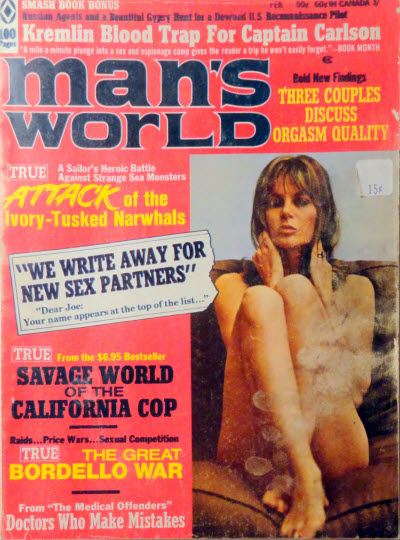 SMASH BOOK BONUS
FEB. 60c IN CANADA
Russian Agents and a Beautiful Gypsy Hunt for a Downed U.S. Reconnaissance Pilot
Kremlin Blood Trap For Captain Carlson
"A mile-a-minute plunge into a sex and espionage camp gives the reader a trip he won't easily forget."—BOOK MONTH
100
Pages
man's
WORLD
Bold New Findings
THREE COUPLES
DISCUSS
ORGASM QUALITY
TRUE
A Sailor's Heroic Battle
Against Strange Sea Monsters
ATTACK of the
Ivory-Tusked Narwhals
15¢
"WE WRITE AWAY FOR
NEW SEX PARTNERS"
"Dear Joe:
Your name appears at the top of the list..."
TRUE From the $6.95 Bestseller
SAVAGE WORLD
OF THE
CALIFORNIA COP
Raids...Price Wars...Sexual Competition
TRUE THE GREAT
BORDELLO WAR
From "The Medical Offenders"
Doctors Who Make Mistakes